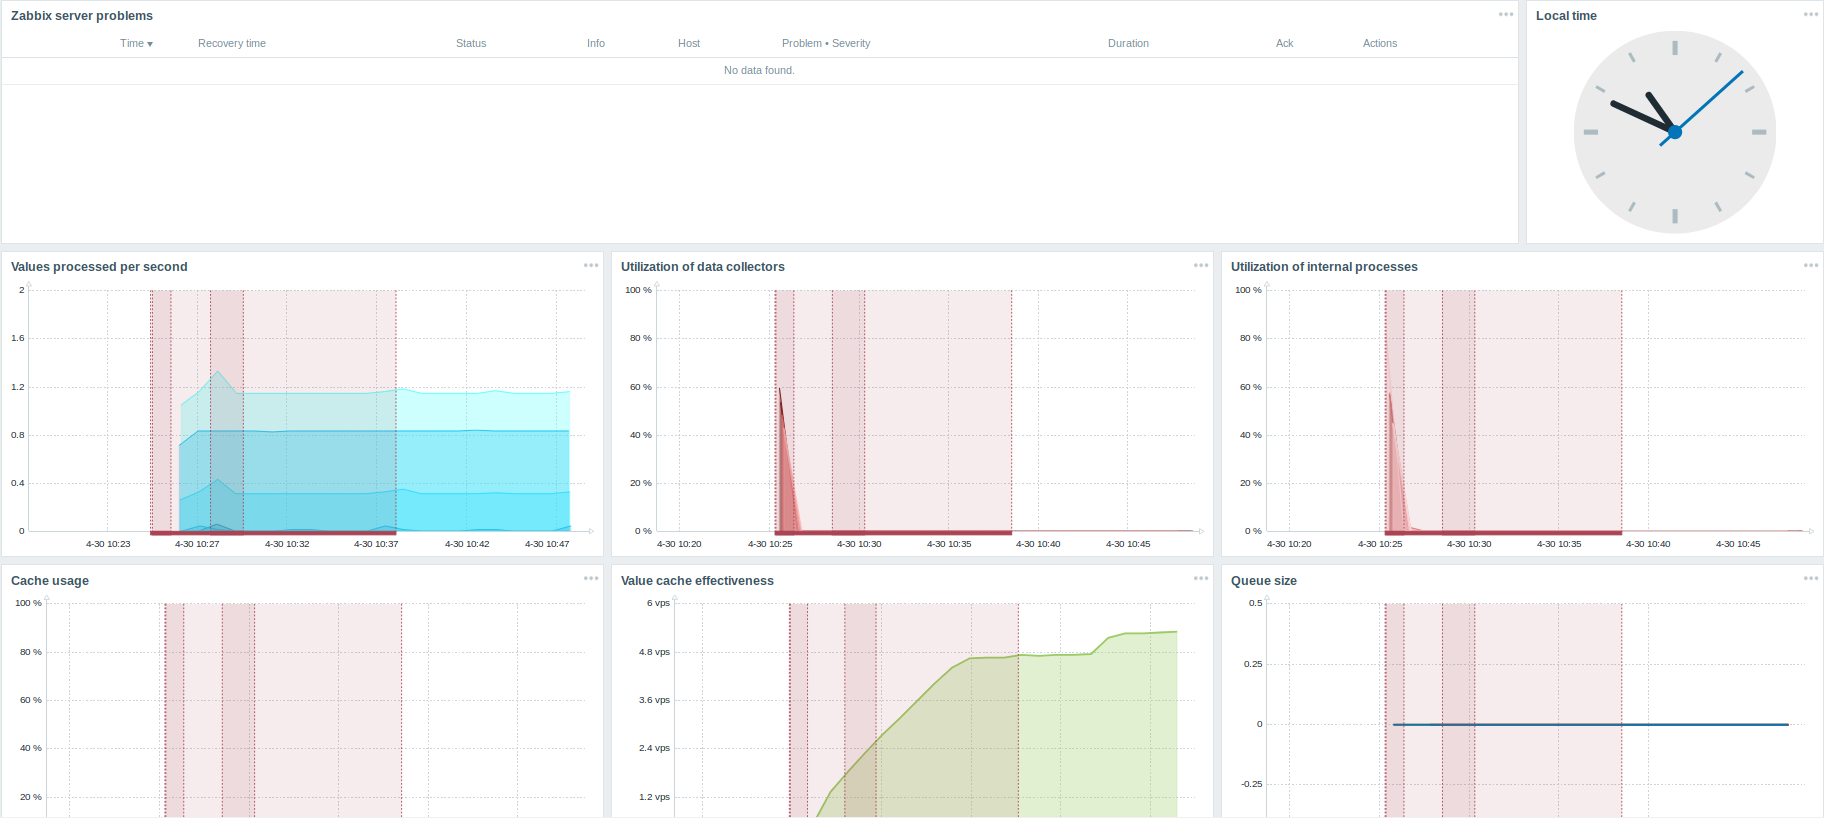 Zabbix server problems
Local time
Time ▾ Recovery time Status Info Host Problem • Severity Duration Ack Actions
No data found.
Values processed per second
2
1.6
1.2
0.8
0.4
0
4-30 10:23 4-30 10:27 4-30 10:32 4-30 10:37 4-30 10:42 4-30 10:47
Utilization of data collectors
100 %
80 %
60 %
40 %
20 %
0 %
4-30 10:20 4-30 10:25 4-30 10:30 4-30 10:35 4-30 10:40 4-30 10:45
Utilization of internal processes
100 %
80 %
60 %
40 %
20 %
0 %
4-30 10:20 4-30 10:25 4-30 10:30 4-30 10:35 4-30 10:40 4-30 10:45
Cache usage
100 %
80 %
60 %
40 %
20 %
Value cache effectiveness
6 vps
4.8 vps
3.6 vps
2.4 vps
1.2 vps
Queue size
0.5
0.25
0
-0.25